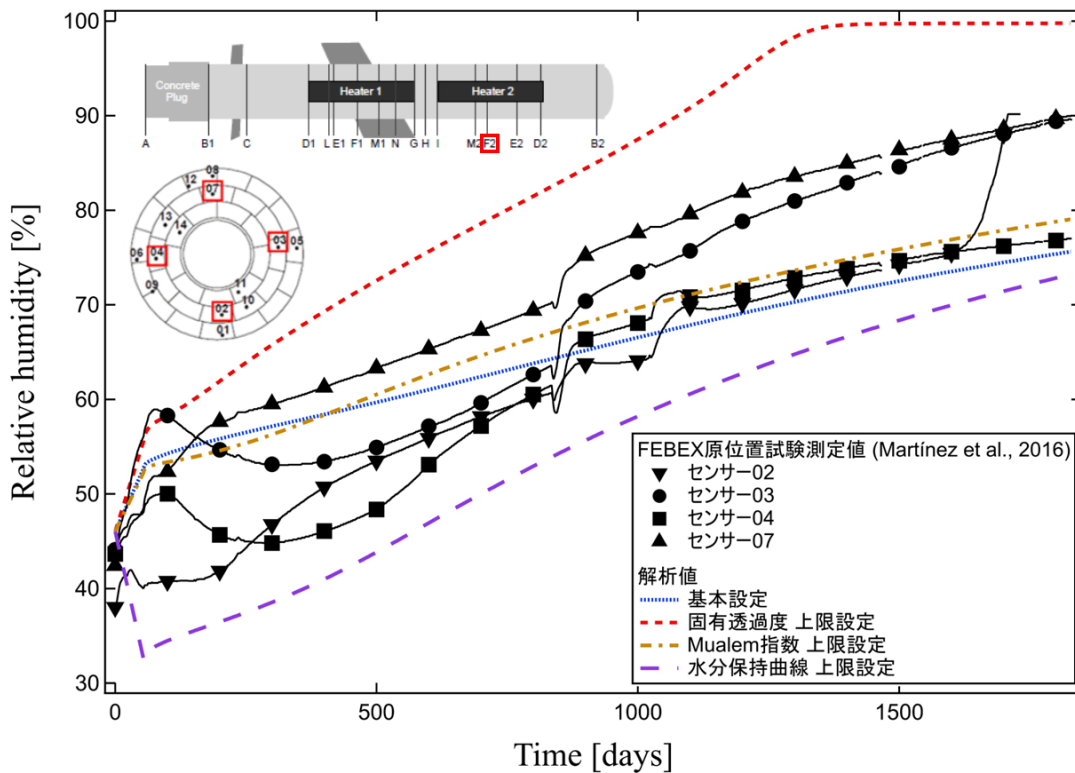 100
90
80
70
60
50
40
30
Relative humidity [%]
0
500
1000
1500
Time [days]
Concrete
Plug
Heater 1
Heater 2
A
B1
C
D1
L
E1
F1
M1
N
G
H
I
M2
F2
E2
D2
B2
08
12
07
13
14
03
05
06
04
11
09
10
02
01
FEBEX原位置試験測定値 (Martínez et al., 2016)
センサー02
センサー03
センサー04
センサー07
解析値
基本設定
固有透過度 上限設定
Mualem指数 上限設定
水分保持曲線 上限設定